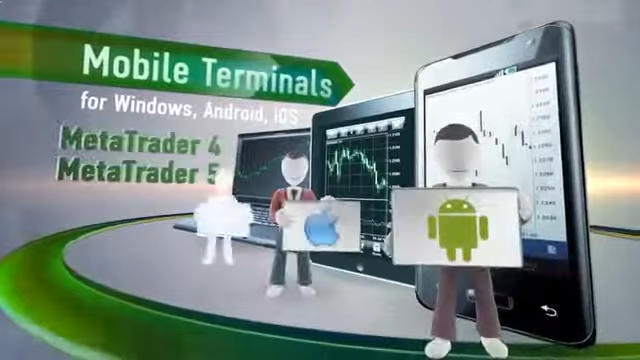 Mobile Terminals
for Windows, Android, iOS
MetaTrader 4
MetaTrader 5